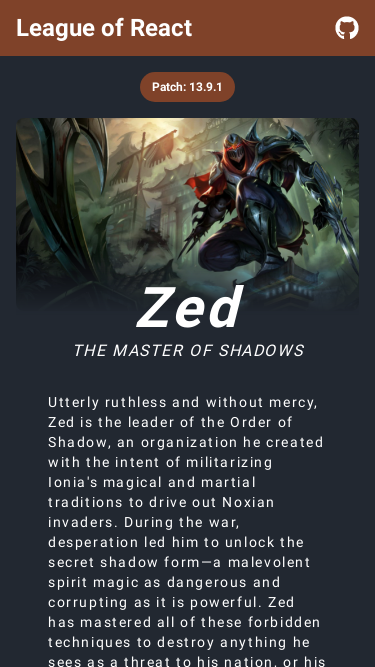 League of React
Patch: 13.9.1
Zed
THE MASTER OF SHADOWS
Utterly ruthless and without mercy,
Zed is the leader of the Order of
Shadow, an organization he created
with the intent of militarizing
Ionia's magical and martial
traditions to drive out Noxian
invaders. During the war,
desperation led him to unlock the
secret shadow form—a malevolent
spirit magic as dangerous and
corrupting as it is powerful. Zed
has mastered all of these forbidden
techniques to destroy anything he
sees as a threat to his nation, or his